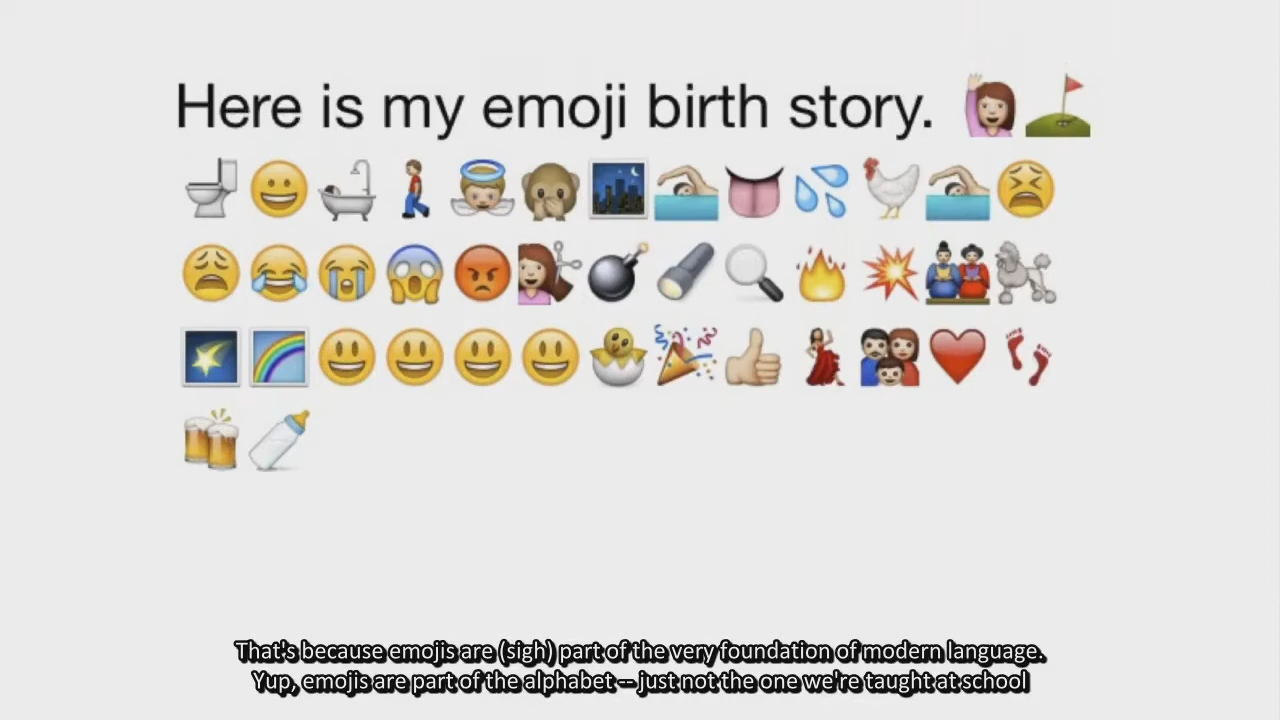 Here is my emoji birth story. 🙋⛳
🚽😀🛀🚶👼🙊🌃🏊👅💦🐓🏊😫
😩😂😭😱😡💇💣🔦🔍🔥💥🎎🐩
🌠🌈😃😃😃😃🐣🎉👍💃👪❤️👣
🍻🍼
That's because emojis are (sigh) part of the very foundation of modern language.
Yup, emojis are part of the alphabet -- just not the one we're taught at school